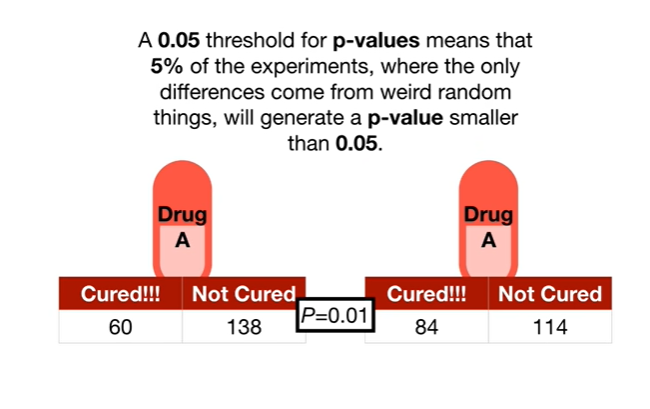 A 0.05 threshold for p-values means that
5% of the experiments, where the only
differences come from weird random
things, will generate a p-value smaller
than 0.05.
Drug
A
Drug
A
Cured!!! Not Cured
60 138
P=0.01
Cured!!! Not Cured
84 114